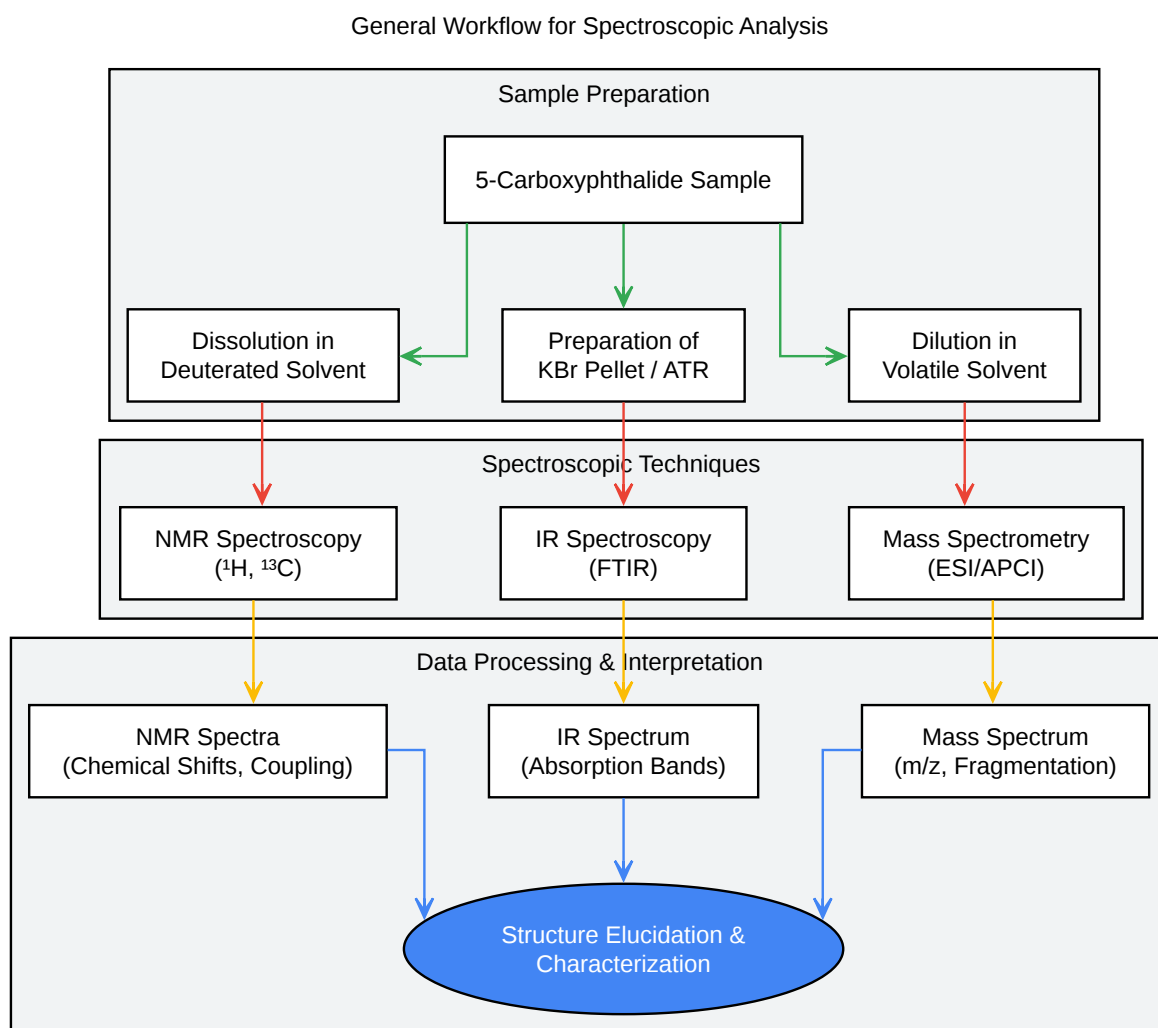 General Workflow for Spectroscopic Analysis
Sample Preparation
5-Carboxyphthalide Sample
Dissolution in
Deuterated Solvent
Preparation of
KBr Pellet / ATR
Dilution in
Volatile Solvent
Spectroscopic Techniques
NMR Spectroscopy
(¹H, ¹³C)
IR Spectroscopy
(FTIR)
Mass Spectrometry
(ESI/APCI)
Data Processing & Interpretation
NMR Spectra
(Chemical Shifts, Coupling)
IR Spectrum
(Absorption Bands)
Mass Spectrum
(m/z, Fragmentation)
Structure Elucidation &
Characterization